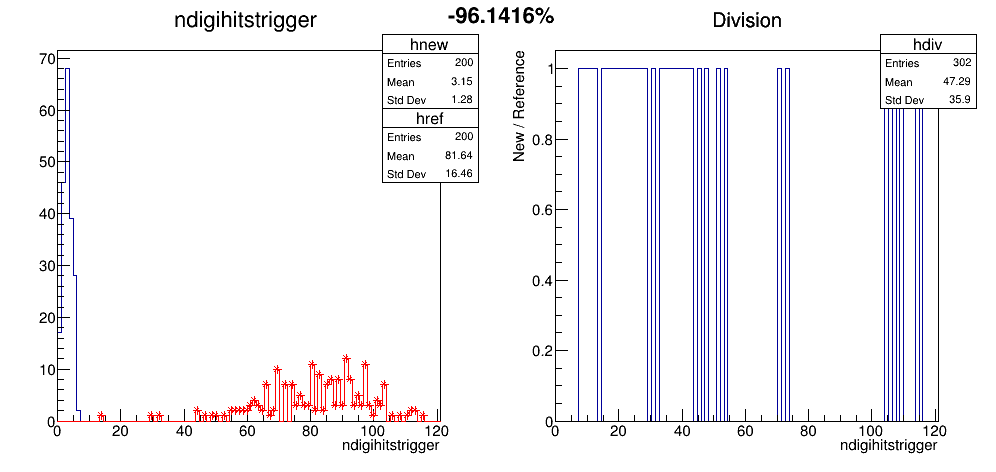 -96.1416%
ndigihitstrigger
hnew
Entries 200
Mean 3.15
Std Dev 1.28
href
Entries 200
Mean 81.64
Std Dev 16.46
70
60
50
40
30
20
10
0
0 20 40 60 80 100 120
ndigihitstrigger
Division
hdiv
Entries 302
Mean 47.29
Std Dev 35.9
New / Reference
1
0.8
0.6
0.4
0.2
0
0 20 40 60 80 100 120
ndigihitstrigger